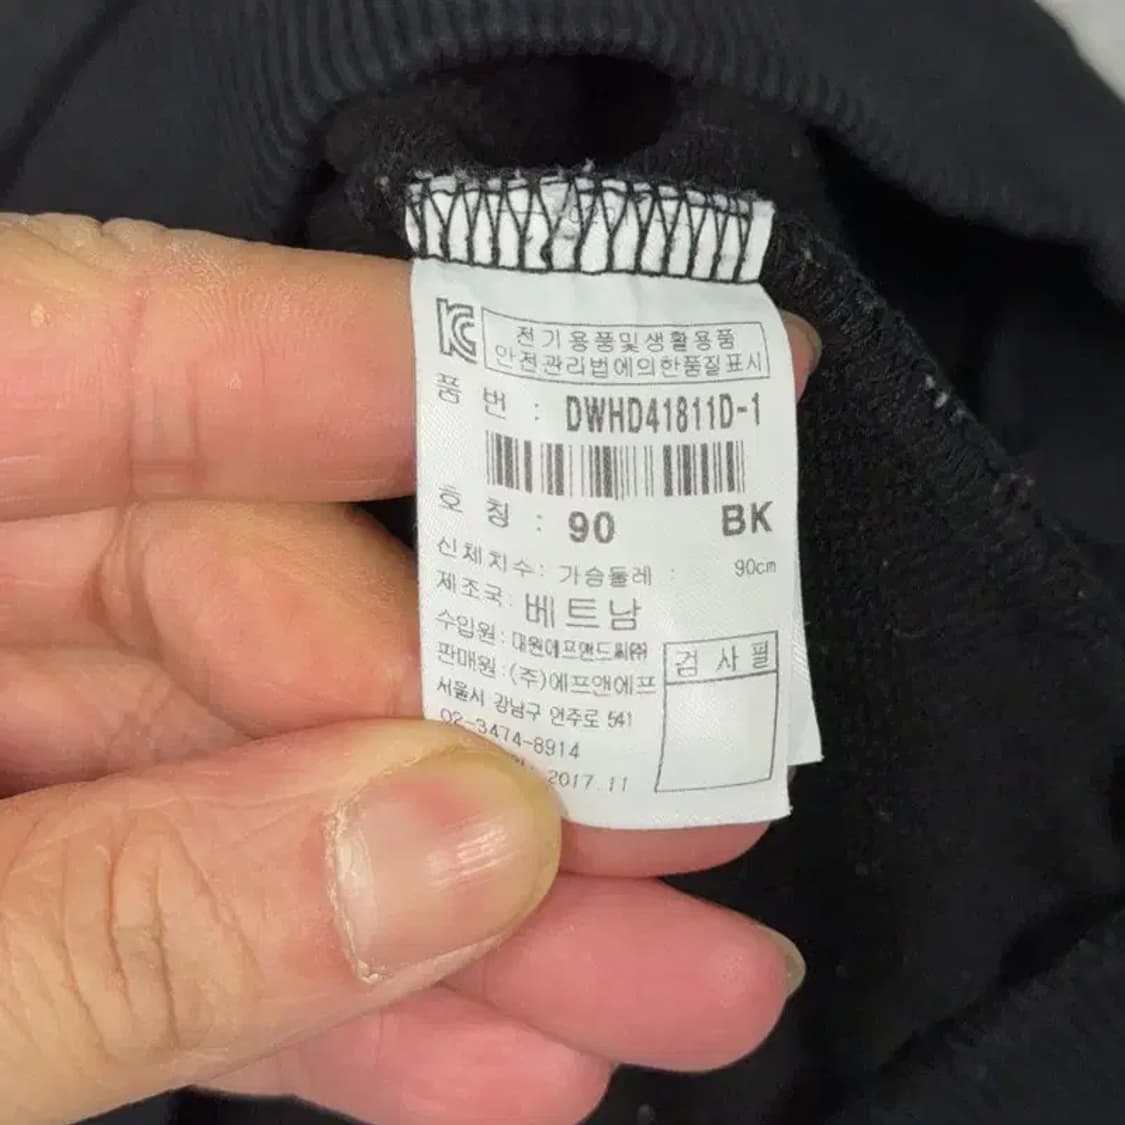 KC 전기용품및생활용품
안전관리법에의한품질표시
품 번 : DWHD41811D-1
호 칭 : 90 BK
신체치수: 가슴둘레 : 90cm
제조국: 베트남
수입원: 대원에프앤드씨㈜
판매원:(주)에프앤에프
서울시 강남구 언주로 541
02-3474-8914
2017.11
검 사 필